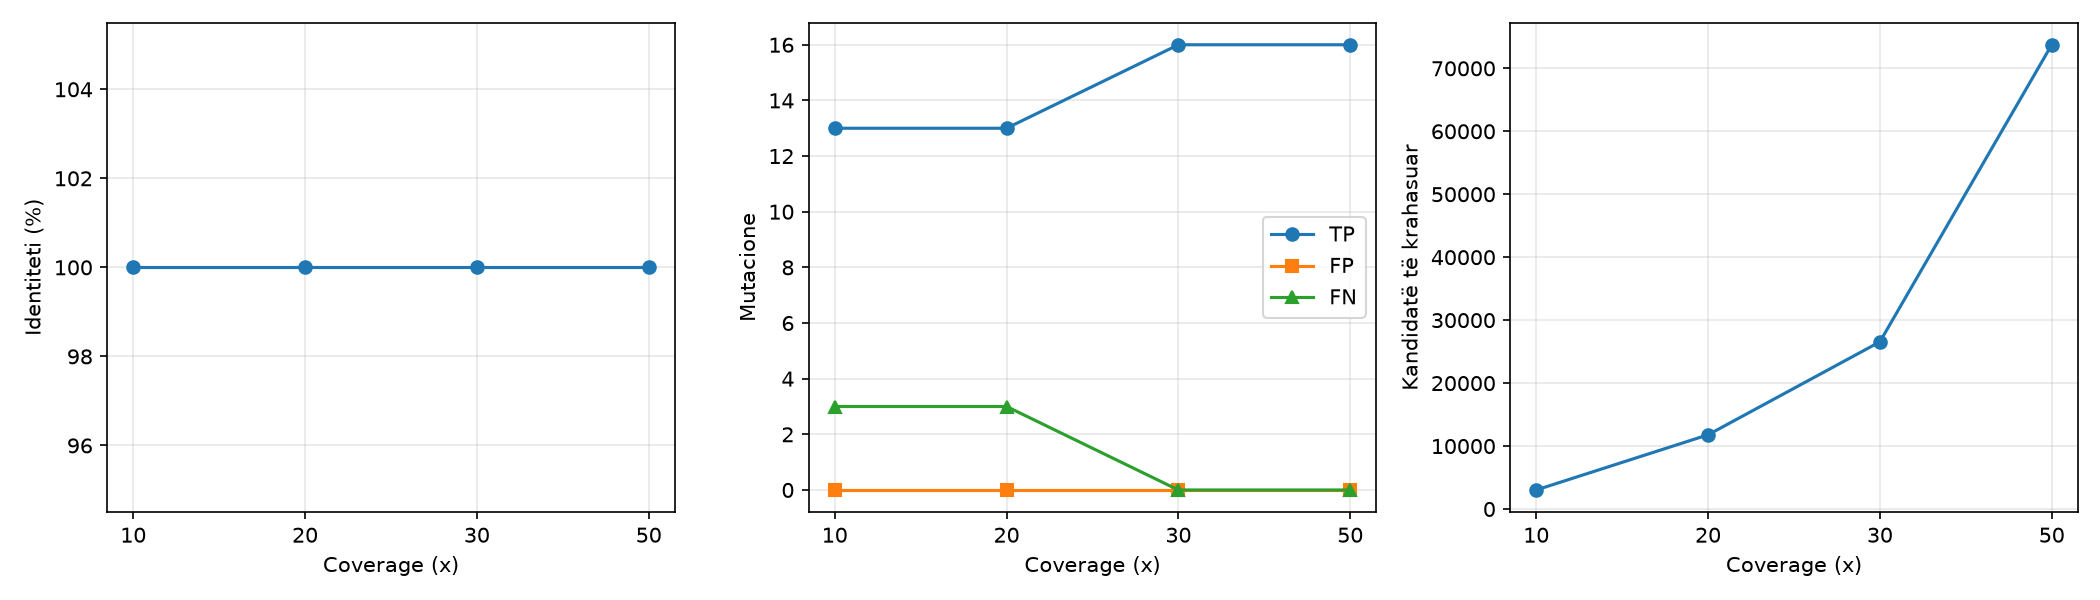 Identiteti (%)
104
102
100
98
96
10 20 30 50
Coverage (x)
Mutacione
16
14
12
10
8
6
4
2
0
TP
FP
FN
10 20 30 50
Coverage (x)
Kandidatë të krahasuar
70000
60000
50000
40000
30000
20000
10000
0
10 20 30 50
Coverage (x)